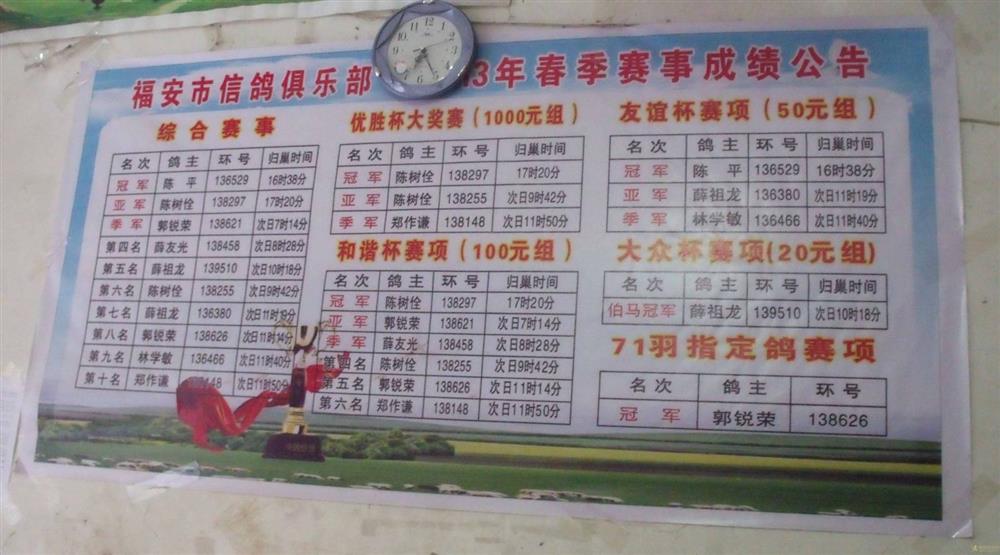 福安市信鸽俱乐部 13年春季赛事成绩公告
综合赛事
名次 鸽主 环号 归巢时间
冠军 陈平 136529 16时38分
亚军 陈树佺 138297 17时20分
季军 郭锐荣 138621 次日7时14分
第四名 薛友光 138458 次日8时28分
第五名 薛祖龙 139510 次日10时18分
第六名 陈树佺 138255 次日9时42分
第七名 薛祖龙 136380 次日11时19分
第八名 郭锐荣 138626 次日11时14分
第九名 林学敏 136466 次日11时40分
第十名 郑作谦 148 次日11时50分
优胜杯大奖赛(1000元组)
名次 鸽主 环号 归巢时间
冠军 陈树佺 138297 17时20分
亚军 陈树佺 138255 次日9时42分
季军 郑作谦 138148 次日11时50分
和谐杯赛项(100元组)
名次 鸽主 环号 归巢时间
冠军 陈树佺 138297 17时20分
亚军 郭锐荣 138621 次日7时14分
季军 薛友光 138458 次日8时28分
第四名 陈树佺 138255 次日9时42分
第五名 郭锐荣 138626 次日11时14分
第六名 郑作谦 138148 次日11时50分
友谊杯赛项(50元组)
名次 鸽主 环号 归巢时间
冠军 陈平 136529 16时38分
亚军 薛祖龙 136380 次日11时19分
季军 林学敏 136466 次日11时40分
大众杯赛项(20元组)
名次 鸽主 环号 归巢时间
伯马冠军 薛祖龙 139510 次日10时18分
71羽指定鸽赛项
名次 鸽主 环号
冠军 郭锐荣 138626